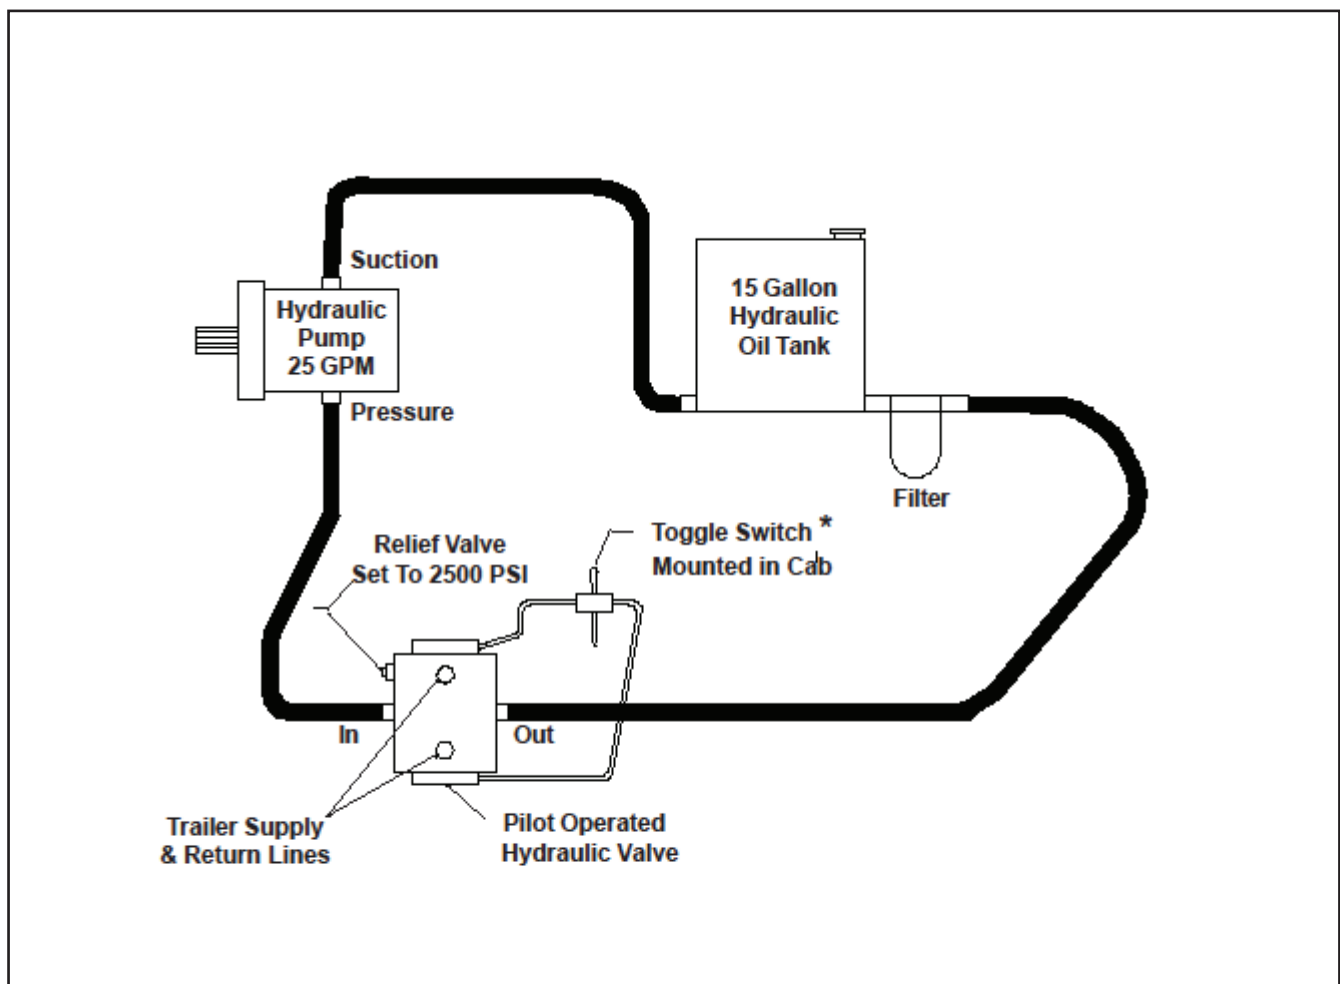 Suction
Hydraulic
Pump
25 GPM
Pressure
15 Gallon
Hydraulic
Oil Tank
Filter
Toggle Switch *
Mounted in Cab
Relief Valve
Set To 2500 PSI
In
Out
Trailer Supply
& Return Lines
Pilot Operated
Hydraulic Valve